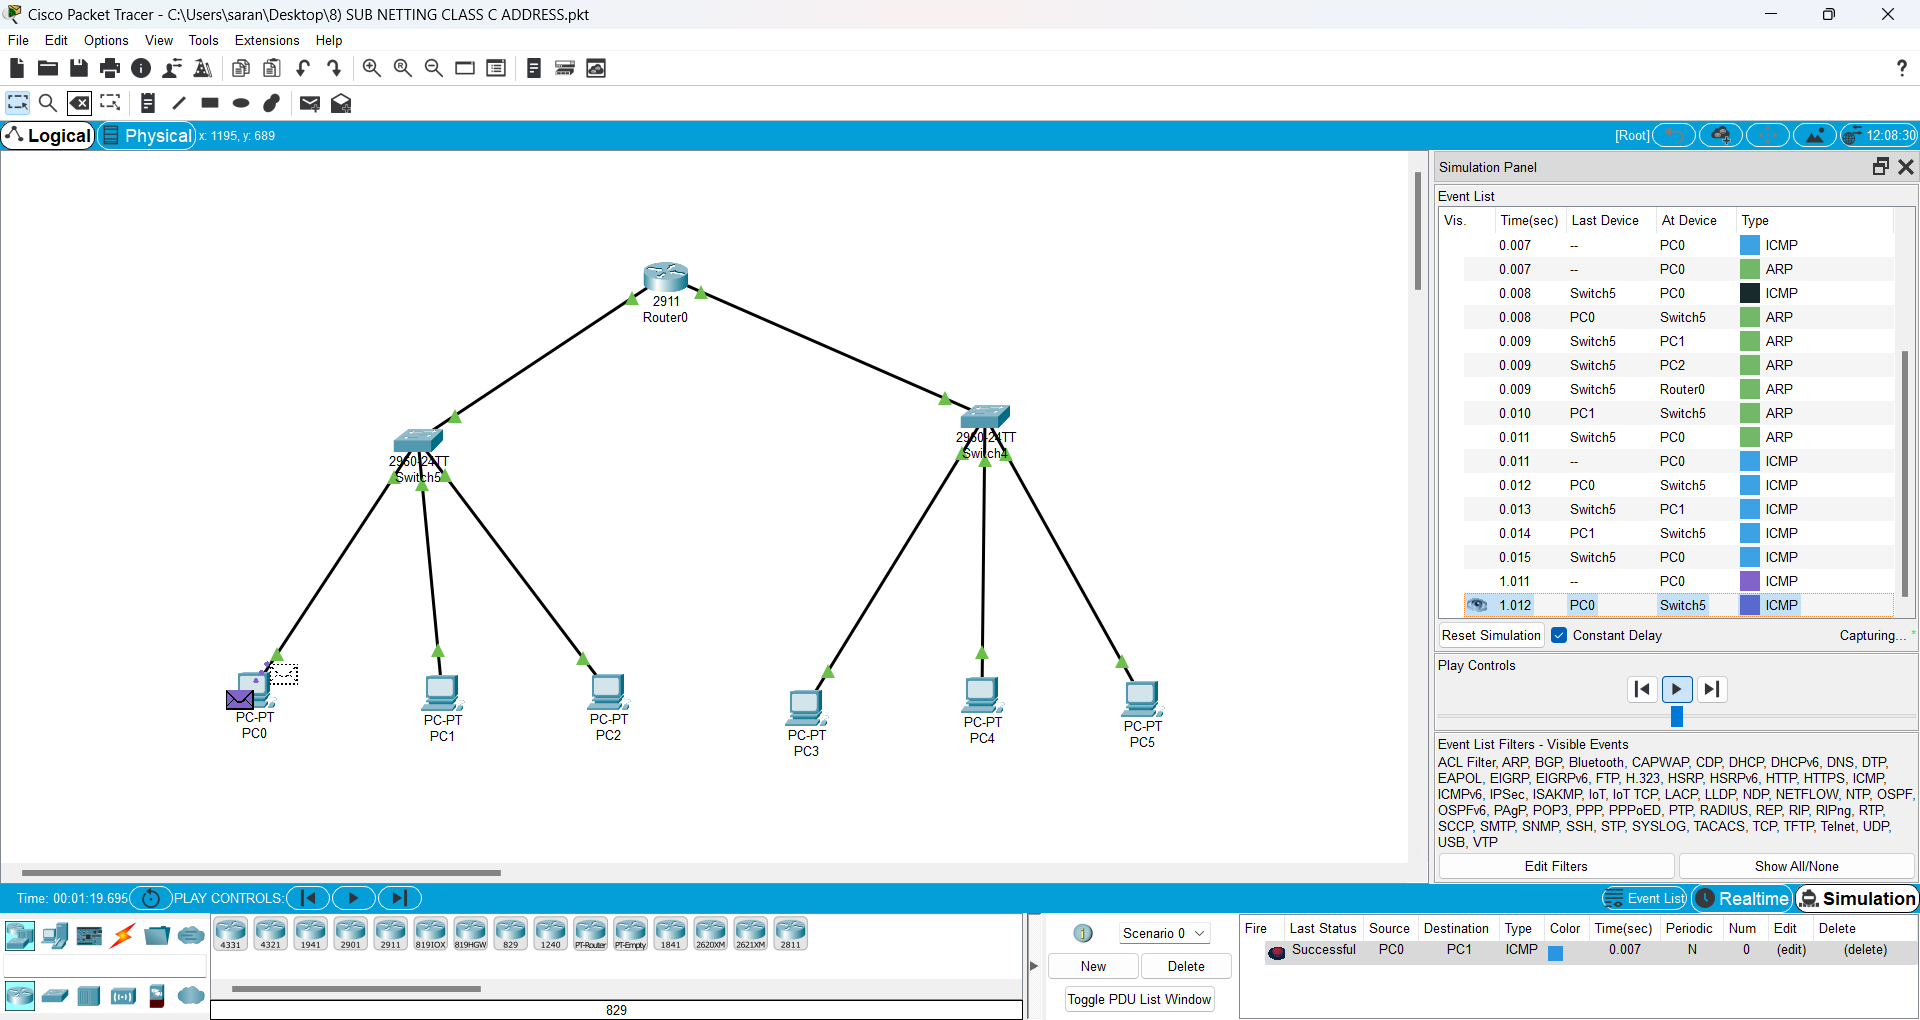 Cisco Packet Tracer - C:\Users\saran\Desktop\8) SUB NETTING CLASS C ADDRESS.pkt
File Edit Options View Tools Extensions Help
Logical Physical x: 1195, y: 689 [Root] 12:08:30
Simulation Panel
Event List
Vis. Time(sec) Last Device At Device Type
0.007 -- PC0 ICMP
0.007 -- PC0 ARP
0.008 Switch5 PC0 ICMP
0.008 PC0 Switch5 ARP
0.009 Switch5 PC1 ARP
0.009 Switch5 PC2 ARP
0.009 Switch5 Router0 ARP
0.010 PC1 Switch5 ARP
0.011 Switch5 PC0 ARP
0.011 -- PC0 ICMP
0.012 PC0 Switch5 ICMP
0.013 Switch5 PC1 ICMP
0.014 PC1 Switch5 ICMP
0.015 Switch5 PC0 ICMP
1.011 -- PC0 ICMP
1.012 PC0 Switch5 ICMP
Reset Simulation Constant Delay Capturing...
Play Controls
Event List Filters - Visible Events
ACL Filter, ARP, BGP, Bluetooth, CAPWAP, CDP, DHCP, DHCPv6, DNS, DTP,
EAPOL, EIGRP, EIGRPv6, FTP, H.323, HSRP, HSRPv6, HTTP, HTTPS, ICMP,
ICMPv6, IPSec, ISAKMP, IoT, IoT TCP, LACP, LLDP, NDP, NETFLOW, NTP, OSPF,
OSPFv6, PAgP, POP3, PPP, PPPoED, PTP, RADIUS, REP, RIP, RIPng, RTP,
SCCP, SMTP, SNMP, SSH, STP, SYSLOG, TACACS, TCP, TFTP, Telnet, UDP,
USB, VTP
Edit Filters Show All/None
2911
Router0
2960-24TT
Switch5
2960-24TT
Switch4
PC-PT
PC0
PC-PT
PC1
PC-PT
PC2
PC-PT
PC3
PC-PT
PC4
PC-PT
PC5
Time: 00:01:19.695 PLAY CONTROLS: Event List Realtime Simulation
4331 4321 1941 2901 2911 819IOX 819HGW 829 1240 PT-Router PT-Empty 1841 2620XM 2621XM 2811
829
Scenario 0
New Delete
Toggle PDU List Window
Fire Last Status Source Destination Type Color Time(sec) Periodic Num Edit Delete
Successful PC0 PC1 ICMP 0.007 N 0 (edit) (delete)